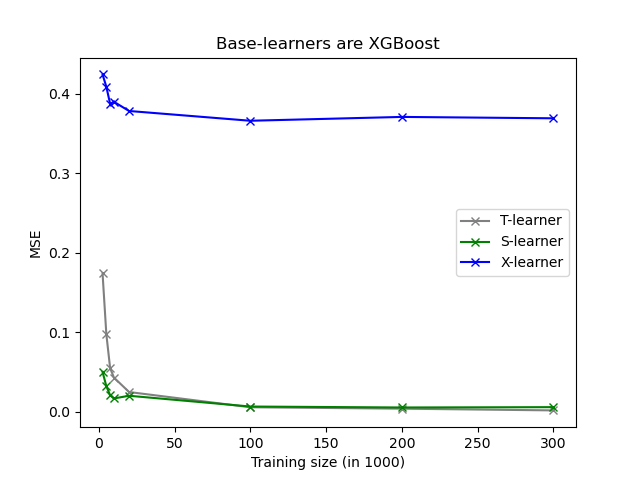 Base-learners are XGBoost
MSE
0.4
0.3
0.2
0.1
0.0
T-learner
S-learner
X-learner
0 50 100 150 200 250 300
Training size (in 1000)